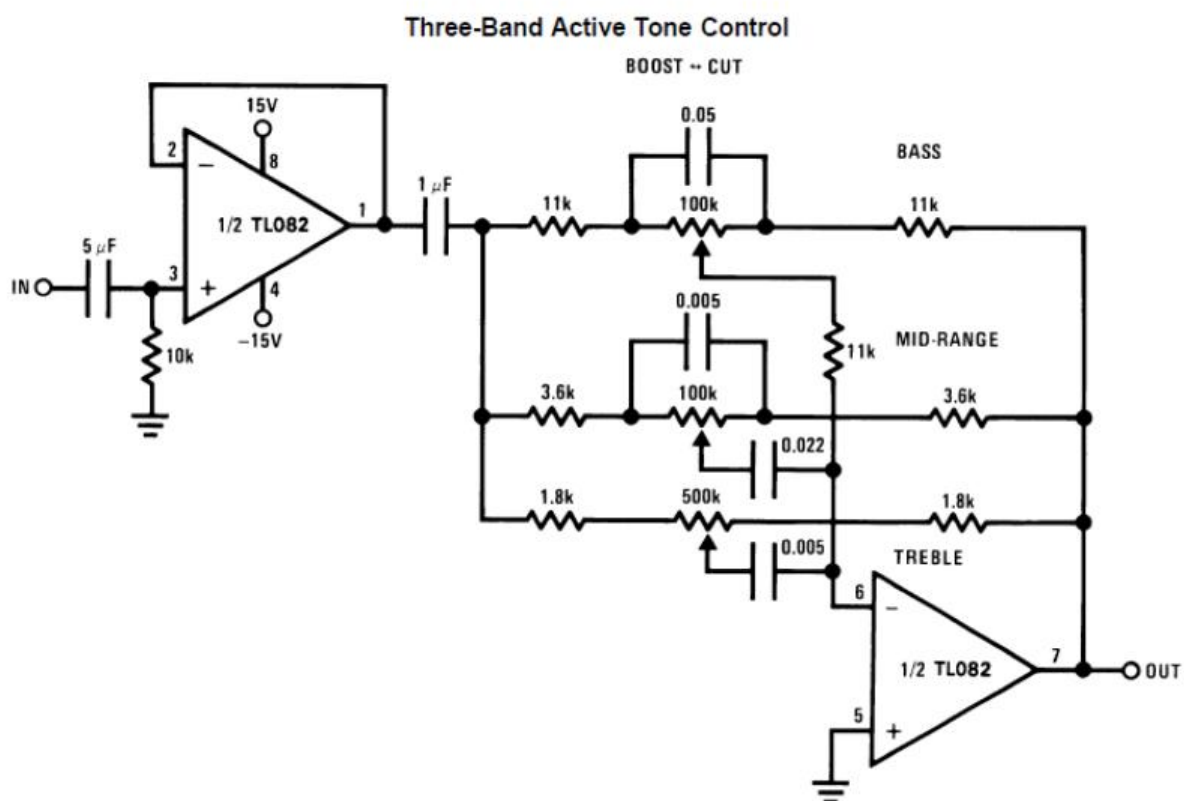 Three-Band Active Tone Control
BOOST ↔ CUT
0.05
15V
BASS
2
−
8
1 μF
11k
100k
11k
1/2 TL082
1
5 μF
IN
3
+
4
0.005
−15V
MID-RANGE
10k
11k
3.6k
100k
3.6k
0.022
1.8k
500k
1.8k
0.005
TREBLE
6
−
1/2 TL082
7
OUT
5
+